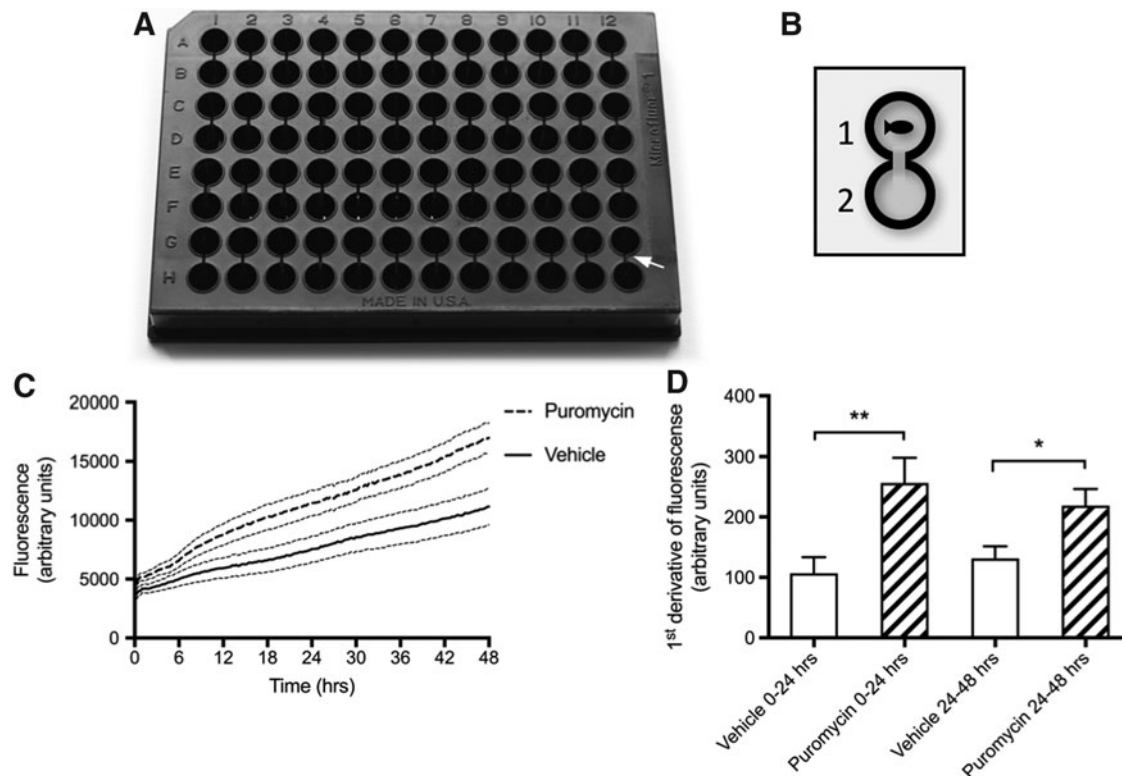 A
1 2 3 4 5 6 7 8 9 10 11 12
A
B
C
D
E
F
G
H
MADE IN U.S.A.
B
1
2
C
20000
15000
10000
5000
0
Fluorescence
(arbitrary units)
0 6 12 18 24 30 36 42 48
Time (hrs)
Puromycin
Vehicle
D
400
300
200
100
0
1st derivative of fluorescense
(arbitrary units)
**
*
Vehicle 0-24 hrs
Puromycin 0-24 hrs
Vehicle 24-48 hrs
Puromycin 24-48 hrs